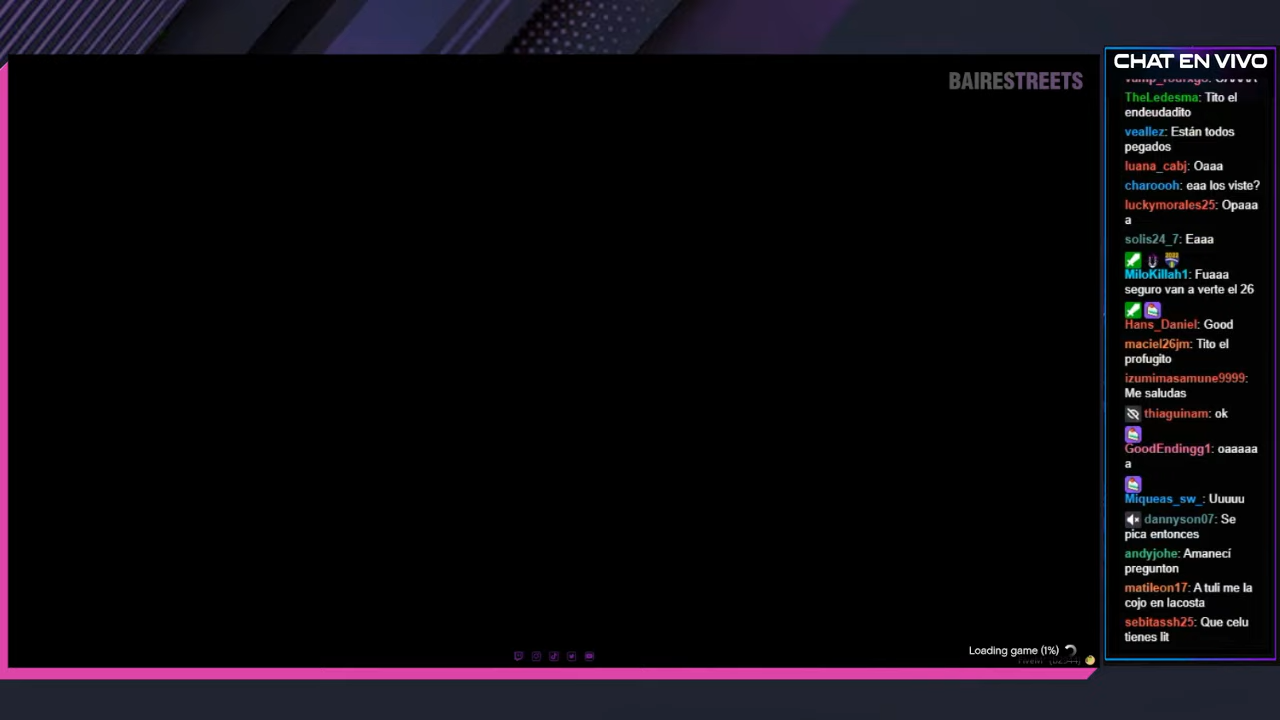 CHAT EN VIVO
BAIRESTREETS
TheLedesma: Tito el
endeudadito
veallez: Están todos
pegados
luana_cabj: Oaaa
charoooh: eaa los viste?
luckymorales25: Opaaa
a
solis24_7: Eaaa
MiloKillah1: Fuaaa
seguro van a verte el 26
Hans_Daniel: Good
maciel26jm: Tito el
profugito
izumimasamune9999:
Me saludas
thiaguinam: ok
GoodEndingg1: oaaaaa
a
Miqueas_sw_: Uuuuu
dannyson07: Se
pica entonces
andyjohe: Amanecí
pregunton
matileon17: A tuli me la
cojo en lacosta
sebitassh25: Que celu
tienes lit
Loading game (1%)